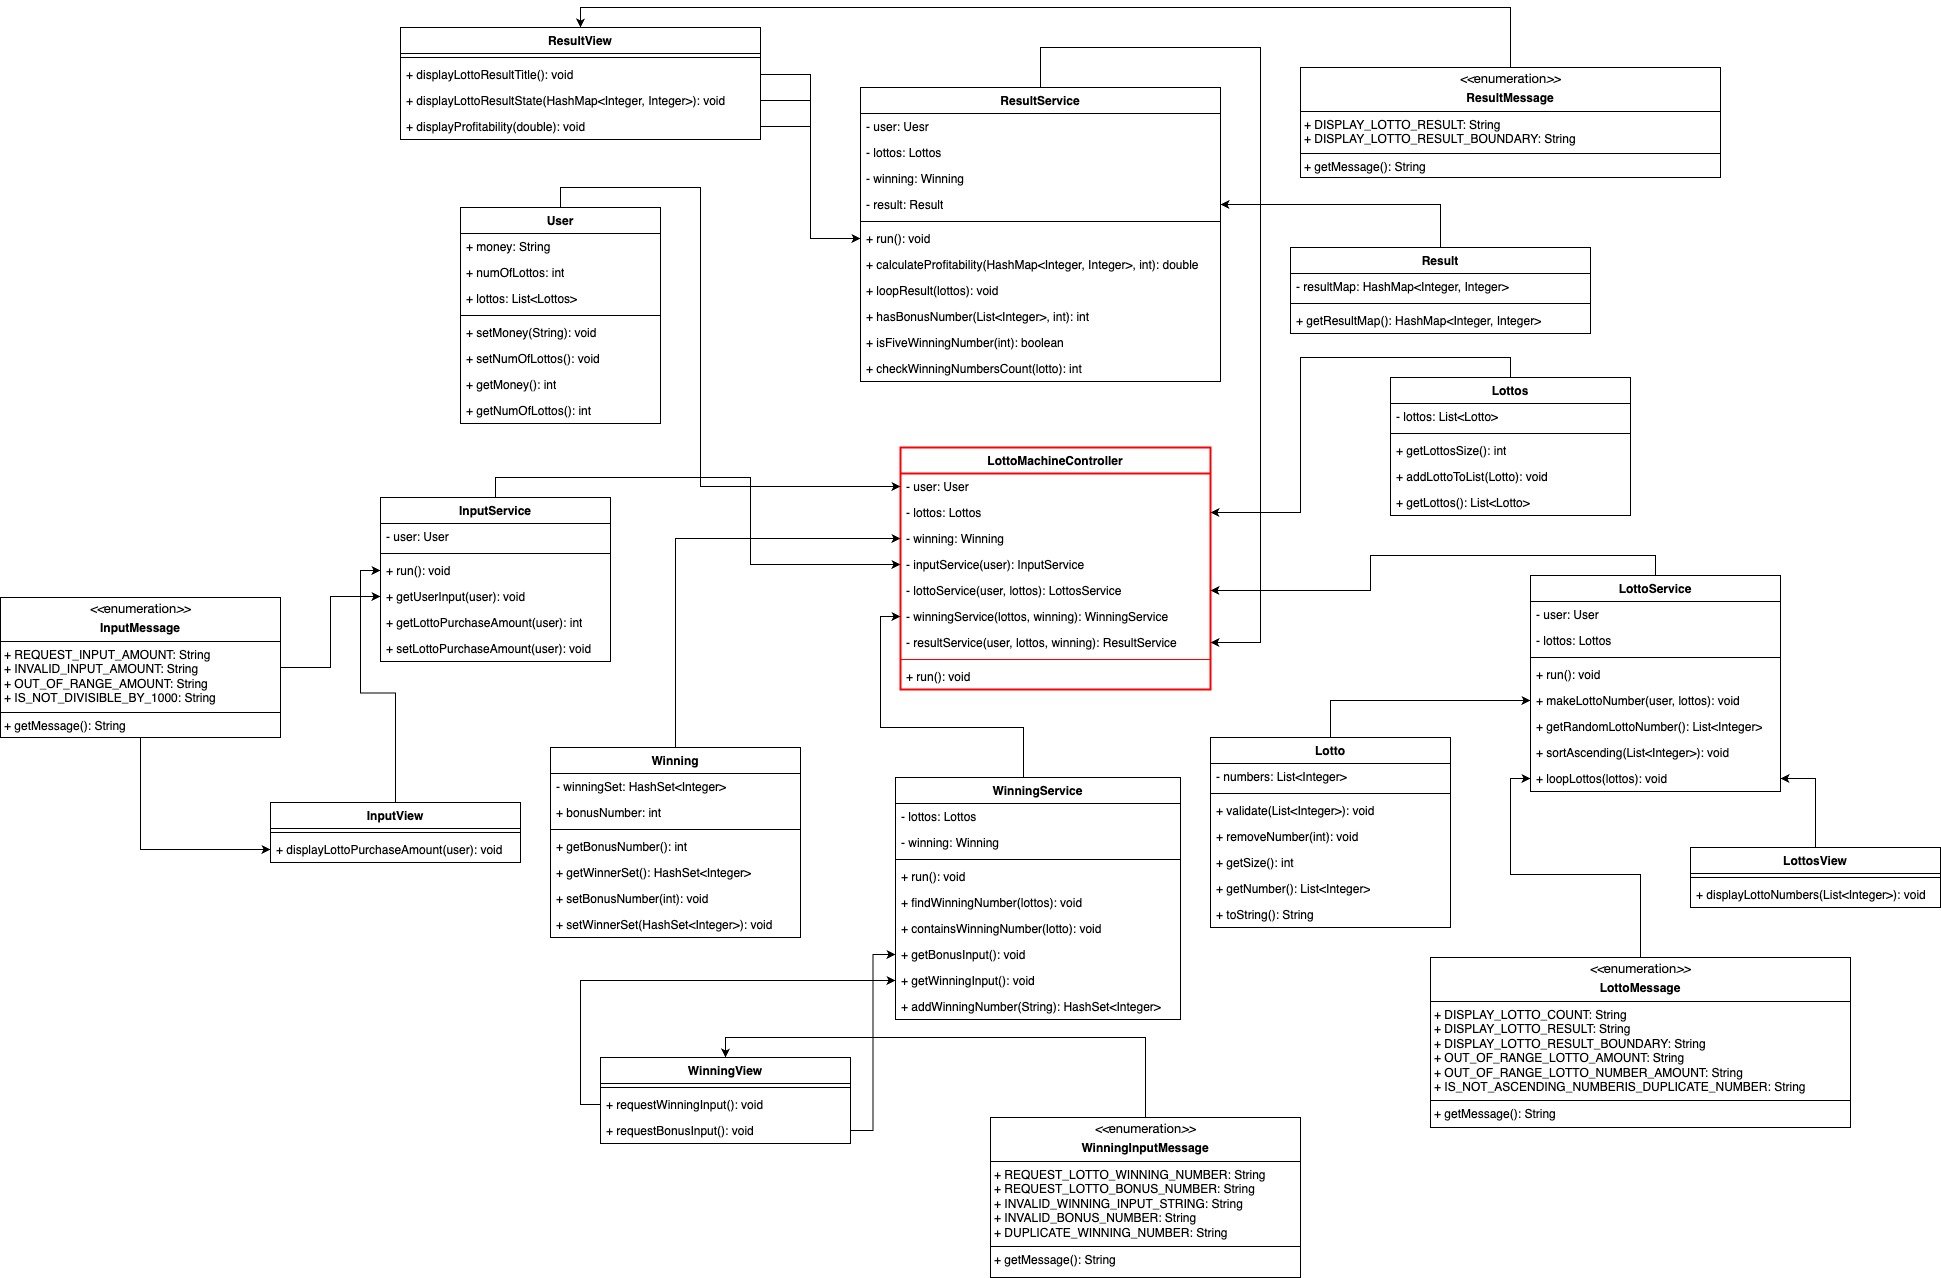 ResultView
+ displayLottoResultTitle(): void
+ displayLottoResultState(HashMap<Integer, Integer>): void
+ displayProfitability(double): void
ResultService
- user: Uesr
- lottos: Lottos
- winning: Winning
- result: Result
+ run(): void
+ calculateProfitability(HashMap<Integer, Integer>, int): double
+ loopResult(lottos): void
+ hasBonusNumber(List<Integer>, int): int
+ isFiveWinningNumber(int): boolean
+ checkWinningNumbersCount(lotto): int
<<enumeration>>
ResultMessage
+ DISPLAY_LOTTO_RESULT: String
+ DISPLAY_LOTTO_RESULT_BOUNDARY: String
+ getMessage(): String
User
+ money: String
+ numOfLottos: int
+ lottos: List<Lottos>
+ setMoney(String): void
+ setNumOfLottos(): void
+ getMoney(): int
+ getNumOfLottos(): int
Result
- resultMap: HashMap<Integer, Integer>
+ getResultMap(): HashMap<Integer, Integer>
Lottos
- lottos: List<Lotto>
+ getLottosSize(): int
+ addLottoToList(Lotto): void
+ getLottos(): List<Lotto>
LottoMachineController
- user: User
- lottos: Lottos
- winning: Winning
- inputService(user): InputService
- lottoService(user, lottos): LottosService
- winningService(lottos, winning): WinningService
- resultService(user, lottos, winning): ResultService
+ run(): void
InputService
- user: User
+ run(): void
+ getUserInput(user): void
+ getLottoPurchaseAmount(user): int
+ setLottoPurchaseAmount(user): void
<<enumeration>>
InputMessage
+ REQUEST_INPUT_AMOUNT: String
+ INVALID_INPUT_AMOUNT: String
+ OUT_OF_RANGE_AMOUNT: String
+ IS_NOT_DIVISIBLE_BY_1000: String
+ getMessage(): String
LottoService
- user: User
- lottos: Lottos
+ run(): void
+ makeLottoNumber(user, lottos): void
+ getRandomLottoNumber(): List<Integer>
+ sortAscending(List<Integer>): void
+ loopLottos(lottos): void
InputView
+ displayLottoPurchaseAmount(user): void
Winning
- winningSet: HashSet<Integer>
+ bonusNumber: int
+ getBonusNumber(): int
+ getWinnerSet(): HashSet<Integer>
+ setBonusNumber(int): void
+ setWinnerSet(HashSet<Integer>): void
WinningService
- lottos: Lottos
- winning: Winning
+ run(): void
+ findWinningNumber(lottos): void
+ containsWinningNumber(lotto): void
+ getBonusInput(): void
+ getWinningInput(): void
+ addWinningNumber(String): HashSet<Integer>
Lotto
- numbers: List<Integer>
+ validate(List<Integer>): void
+ removeNumber(int): void
+ getSize(): int
+ getNumber(): List<Integer>
+ toString(): String
LottosView
+ displayLottoNumbers(List<Integer>): void
<<enumeration>>
LottoMessage
+ DISPLAY_LOTTO_COUNT: String
+ DISPLAY_LOTTO_RESULT: String
+ DISPLAY_LOTTO_RESULT_BOUNDARY: String
+ OUT_OF_RANGE_LOTTO_AMOUNT: String
+ OUT_OF_RANGE_LOTTO_NUMBER_AMOUNT: String
+ IS_NOT_ASCENDING_NUMBERIS_DUPLICATE_NUMBER: String
+ getMessage(): String
WinningView
+ requestWinningInput(): void
+ requestBonusInput(): void
<<enumeration>>
WinningInputMessage
+ REQUEST_LOTTO_WINNING_NUMBER: String
+ REQUEST_LOTTO_BONUS_NUMBER: String
+ INVALID_WINNING_INPUT_STRING: String
+ INVALID_BONUS_NUMBER: String
+ DUPLICATE_WINNING_NUMBER: String
+ getMessage(): String